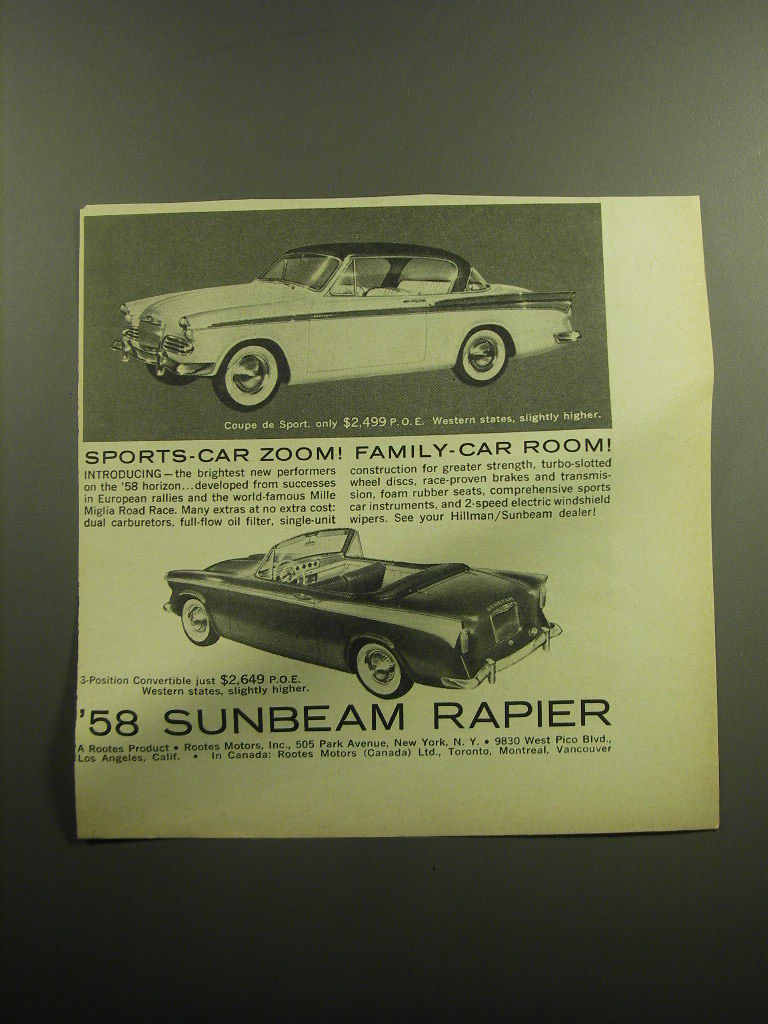 Coupe de Sport, only $2,499 P.O.E. Western states, slightly higher.
SPORTS-CAR ZOOM! FAMILY-CAR ROOM!
INTRODUCING—the brightest new performers
on the '58 horizon...developed from successes
in European rallies and the world-famous Mille
Miglia Road Race. Many extras at no extra cost:
dual carburetors, full-flow oil filter, single-unit
construction for greater strength, turbo-slotted
wheel discs, race-proven brakes and transmis-
sion, foam rubber seats, comprehensive sports
car instruments, and 2-speed electric windshield
wipers. See your Hillman/Sunbeam dealer!
3-Position Convertible just $2,649 P.O.E.
Western states, slightly higher.
'58 SUNBEAM RAPIER
A Rootes Product • Rootes Motors, Inc., 505 Park Avenue, New York, N. Y. • 9830 West Pico Blvd.,
Los Angeles, Calif. • In Canada: Rootes Motors (Canada) Ltd., Toronto, Montreal, Vancouver